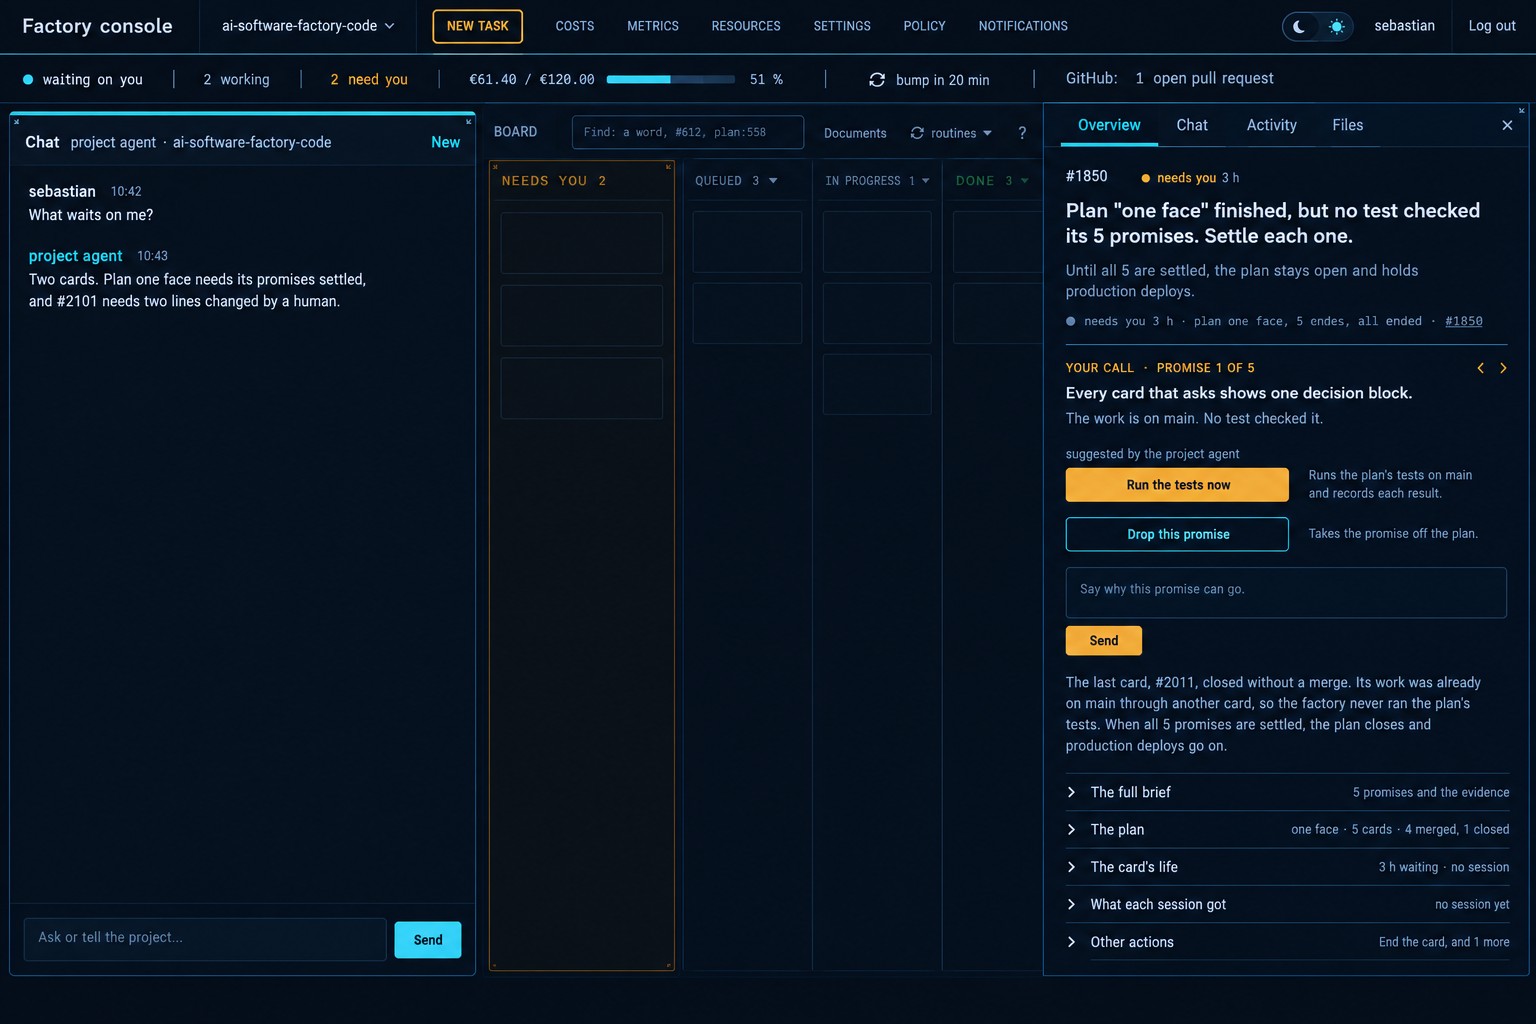 Factory console
ai-software-factory-code
NEW TASK
COSTS
METRICS
RESOURCES
SETTINGS
POLICY
NOTIFICATIONS
sebastian
Log out
waiting on you
2 working
2 need you
€61.40 / €120.00
51 %
bump in 20 min
GitHub: 1 open pull request
Chat project agent · ai-software-factory-code
New
sebastian 10:42
What waits on me?
project agent 10:43
Two cards. Plan one face needs its promises settled,
and #2101 needs two lines changed by a human.
Ask or tell the project...
Send
BOARD
Find: a word, #612, plan:558
Documents
routines
?
NEEDS YOU 2
QUEUED 3
IN PROGRESS 1
DONE 3
Overview
Chat
Activity
Files
#1850
needs you 3 h
Plan "one face" finished, but no test checked
its 5 promises. Settle each one.
Until all 5 are settled, the plan stays open and holds
production deploys.
needs you 3 h · plan one face, 5 endes, all ended · #1850
YOUR CALL · PROMISE 1 OF 5
Every card that asks shows one decision block.
The work is on main. No test checked it.
suggested by the project agent
Run the tests now
Runs the plan's tests on main
and records each result.
Drop this promise
Takes the promise off the plan.
Say why this promise can go.
Send
The last card, #2011, closed without a merge. Its work was already
on main through another card, so the factory never ran the plan's
tests. When all 5 promises are settled, the plan closes and
production deploys go on.
The full brief
5 promises and the evidence
The plan
one face · 5 cards · 4 merged, 1 closed
The card's life
3 h waiting · no session
What each session got
no session yet
Other actions
End the card, and 1 more